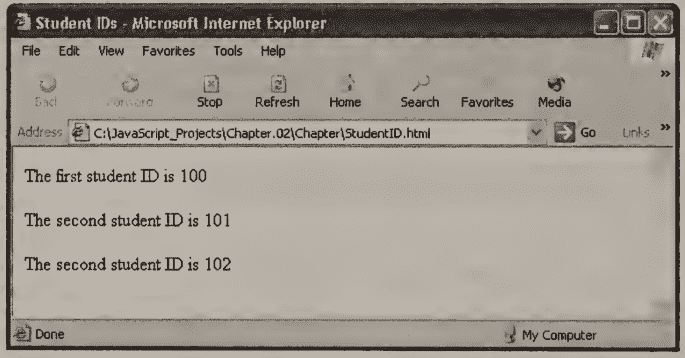 Student IDs - Microsoft Internet Explorer
File Edit View Favorites Tools Help
Back Forward Stop Refresh Home Search Favorites Media »
Address C:\JavaScript_Projects\Chapter.02\Chapter\StudentID.html Go Links »
The first student ID is 100
The second student ID is 101
The second student ID is 102
Done My Computer